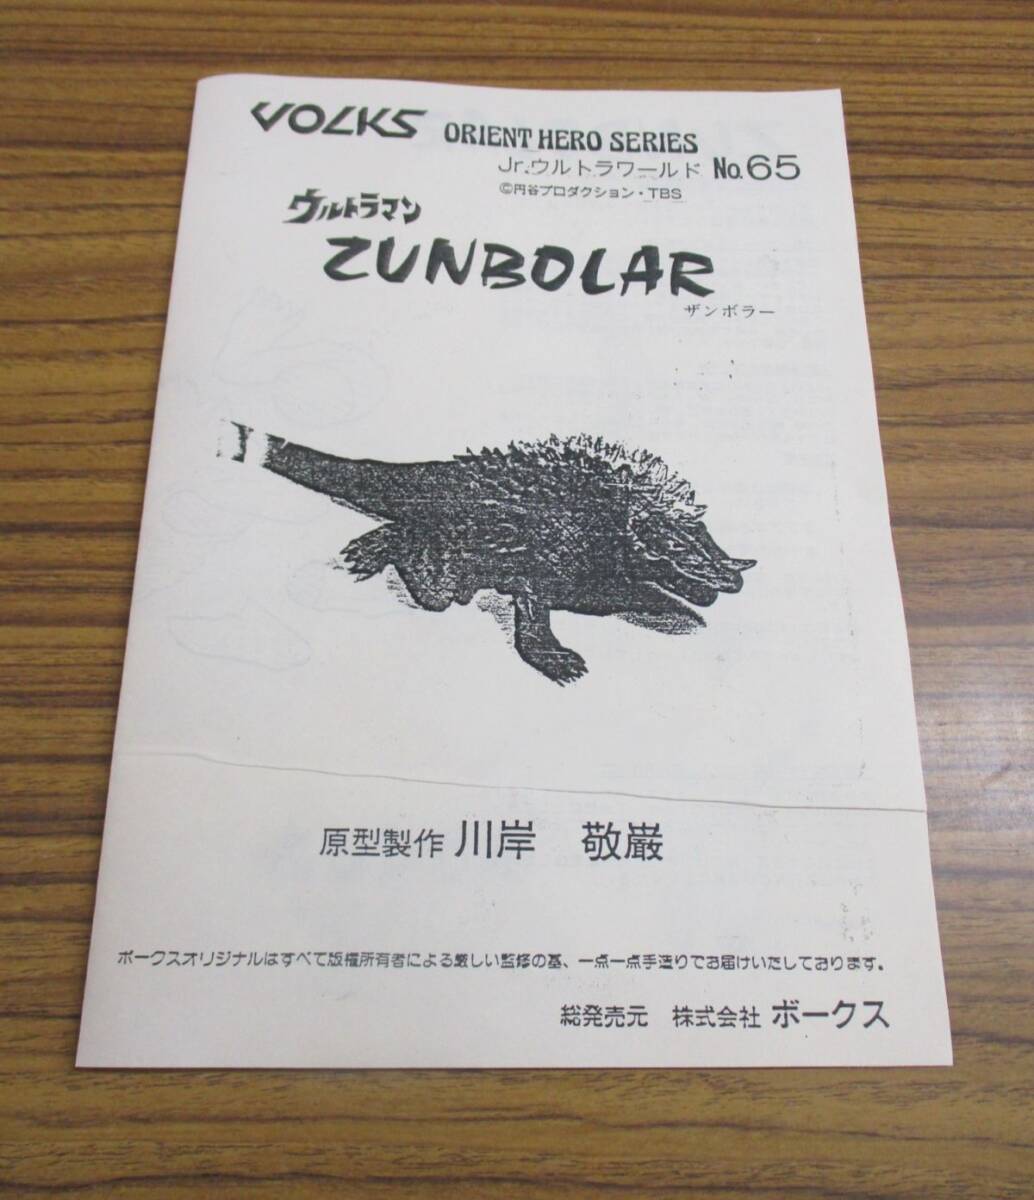 VOLKS ORIENT HERO SERIES
Jr.ウルトラワールド No.65
©円谷プロダクション・TBS
ウルトラマン
ZUNBOLAR
ザンボラー
原型製作 川岸 敬厳
ボークスオリジナルはすべて版権所有者による厳しい監修の基、一点一点手造りでお届けいたしております。
総発売元 株式会社 ボークス